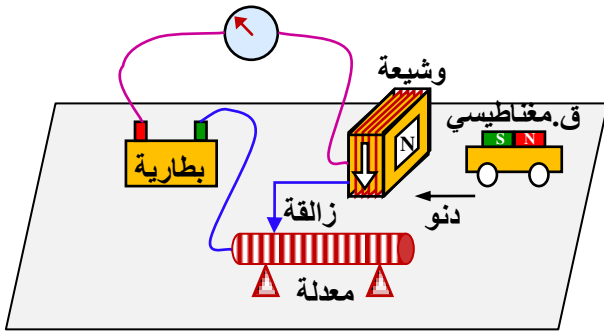 وشيعة
ق.مغناطيسي
N
S N
بطارية
زالقة
دنو
معدلة